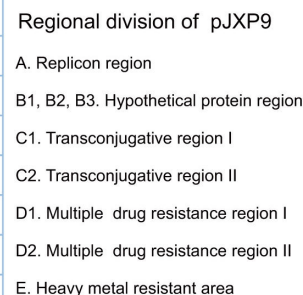 Regional division of pJXP9
A. Replicon region
B1, B2, B3. Hypothetical protein region
C1. Transconjugative region I
C2. Transconjugative region II
D1. Multiple drug resistance region I
D2. Multiple drug resistance region II
E. Heavy metal resistant area